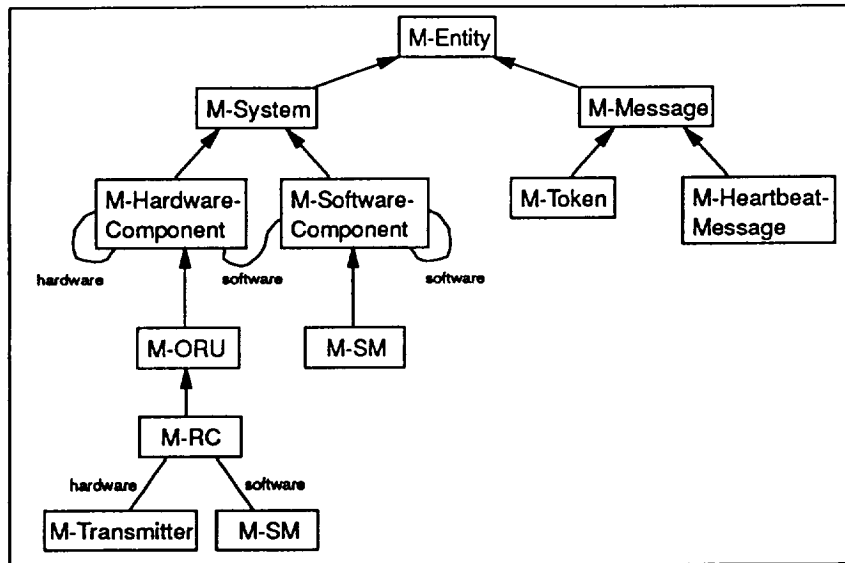 M-Entity
M-System
M-Message
M-Hardware-
Component
M-Software-
Component
M-Token
M-Heartbeat-
Message
hardware
software
software
M-ORU
M-SM
M-RC
hardware
software
M-Transmitter
M-SM